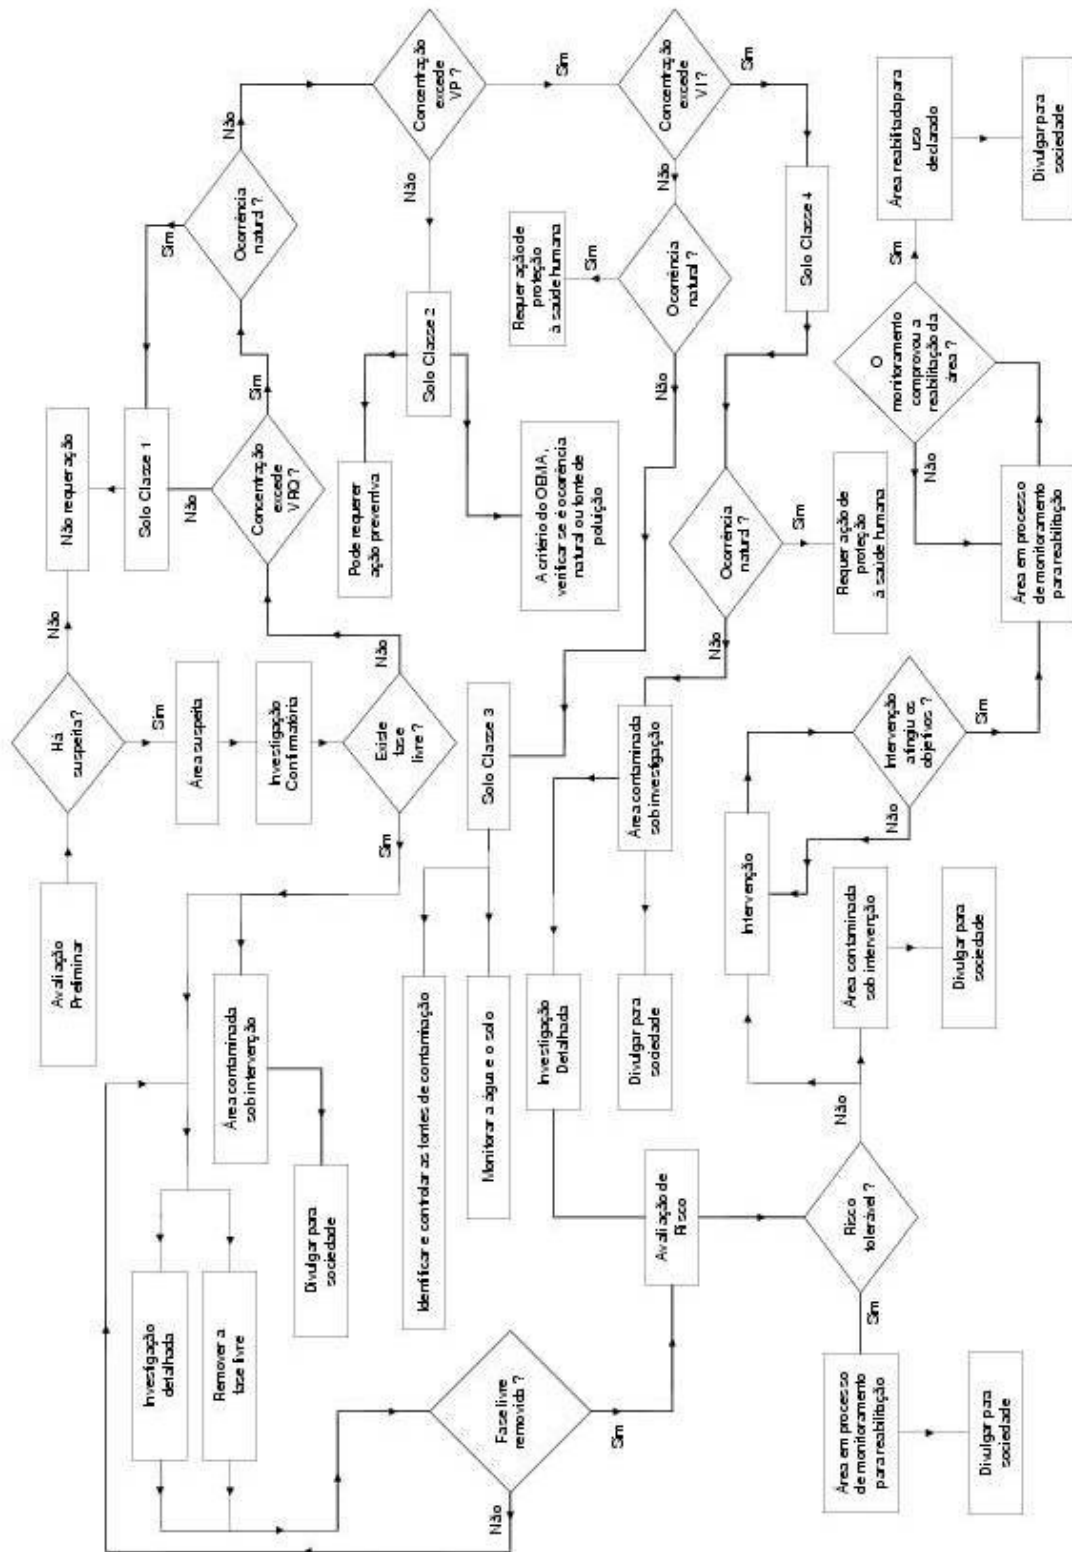 Avaliação
Preliminar
Há
suspeita?
Não
Não requer ação
Sim
Área suspeita
Investigação
Confirmatória
Existe
fase
livre ?
Não
Sim
Concentração
excede
VRQ ?
Não
Solo Classe 1
Sim
Ocorrência
natural ?
Sim
Não
Concentração
excede
VP ?
Não
Solo Classe 2
Pode requerer
ação preventiva
A critério do OEMA,
verificar se é ocorrência
natural ou fonte de
poluição
Sim
Concentração
excede
VI ?
Não
Ocorrência
natural ?
Sim
Requer ação de
proteção
à saúde humana
Não
Solo Classe 3
Identificar e controlar as fontes de contaminação
Monitorar a água e o solo
Sim
Solo Classe 4
Ocorrência
natural ?
Sim
Requer ação de
proteção
à saúde humana
Não
Área contaminada
sob investigação
Divulgar para
sociedade
Investigação
Detalhada
Área contaminada
sob intervenção
Divulgar para
sociedade
Investigação
detalhada
Remover a
fase livre
Fase livre
removida ?
Não
Sim
Avaliação de
Risco
Risco
tolerável ?
Sim
Área em processo
de monitoramento
para reabilitação
Divulgar para
sociedade
Não
Área contaminada
sob intervenção
Divulgar para
sociedade
Intervenção
Intervenção
atingiu os
objetivos ?
Não
Sim
Área em processo
de monitoramento
para reabilitação
O
monitoramento
comprovou a
reabilitação da
área ?
Não
Sim
Área reabilitada para
uso
declarado
Divulgar para
sociedade